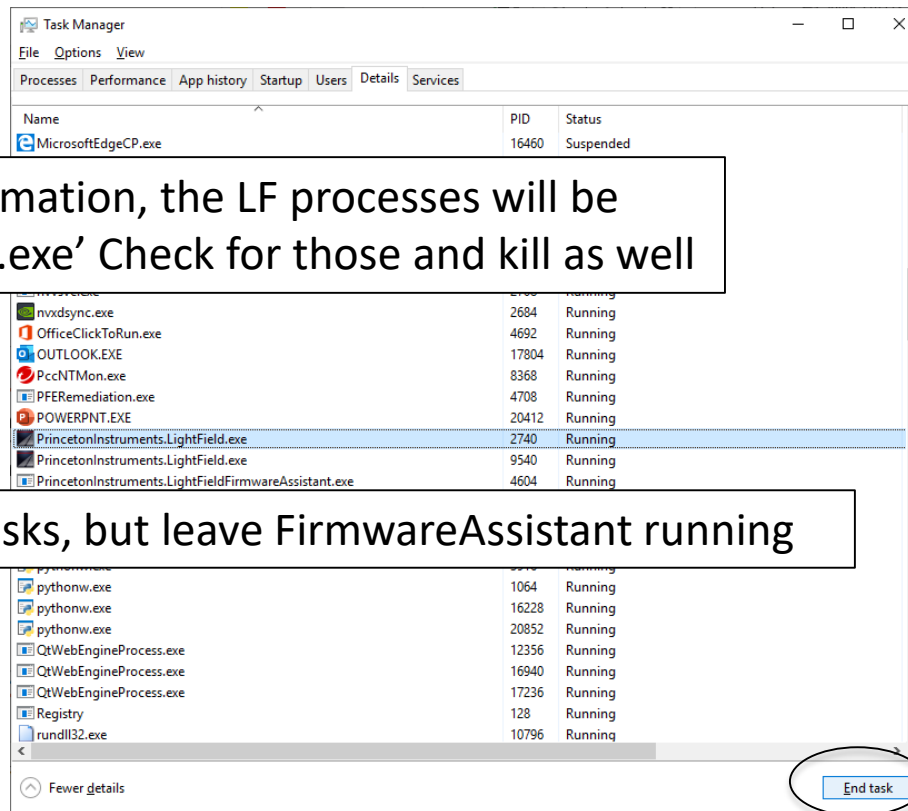 Task Manager
File Options View
Processes Performance App history Startup Users Details Services
Name PID Status
MicrosoftEdgeCP.exe 16460 Suspended
mation, the LF processes will be
.exe’ Check for those and kill as well
nvxdsync.exe 2684 Running
OfficeClickToRun.exe 4692 Running
OUTLOOK.EXE 17804 Running
PccNTMon.exe 8368 Running
PFERemediation.exe 4708 Running
POWERPNT.EXE 20412 Running
PrincetonInstruments.LightField.exe 2740 Running
PrincetonInstruments.LightField.exe 9540 Running
PrincetonInstruments.LightFieldFirmwareAssistant.exe 4604 Running
sks, but leave FirmwareAssistant running
pythonw.exe 1064 Running
pythonw.exe 16228 Running
pythonw.exe 20852 Running
QtWebEngineProcess.exe 12356 Running
QtWebEngineProcess.exe 16940 Running
QtWebEngineProcess.exe 17236 Running
Registry 128 Running
rundll32.exe 10796 Running
Fewer details End task